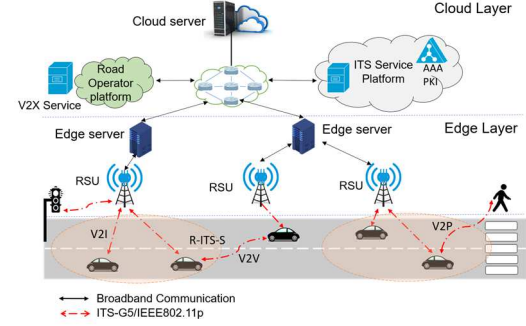 Cloud Layer
Cloud server
Road
Operator
platform
ITS Service
Platform
AAA
PKI
V2X Service
Edge server
Edge server
Edge Layer
RSU
RSU
RSU
V2I
R-ITS-S
V2V
V2P
Broadband Communication
ITS-G5/IEEE802.11p